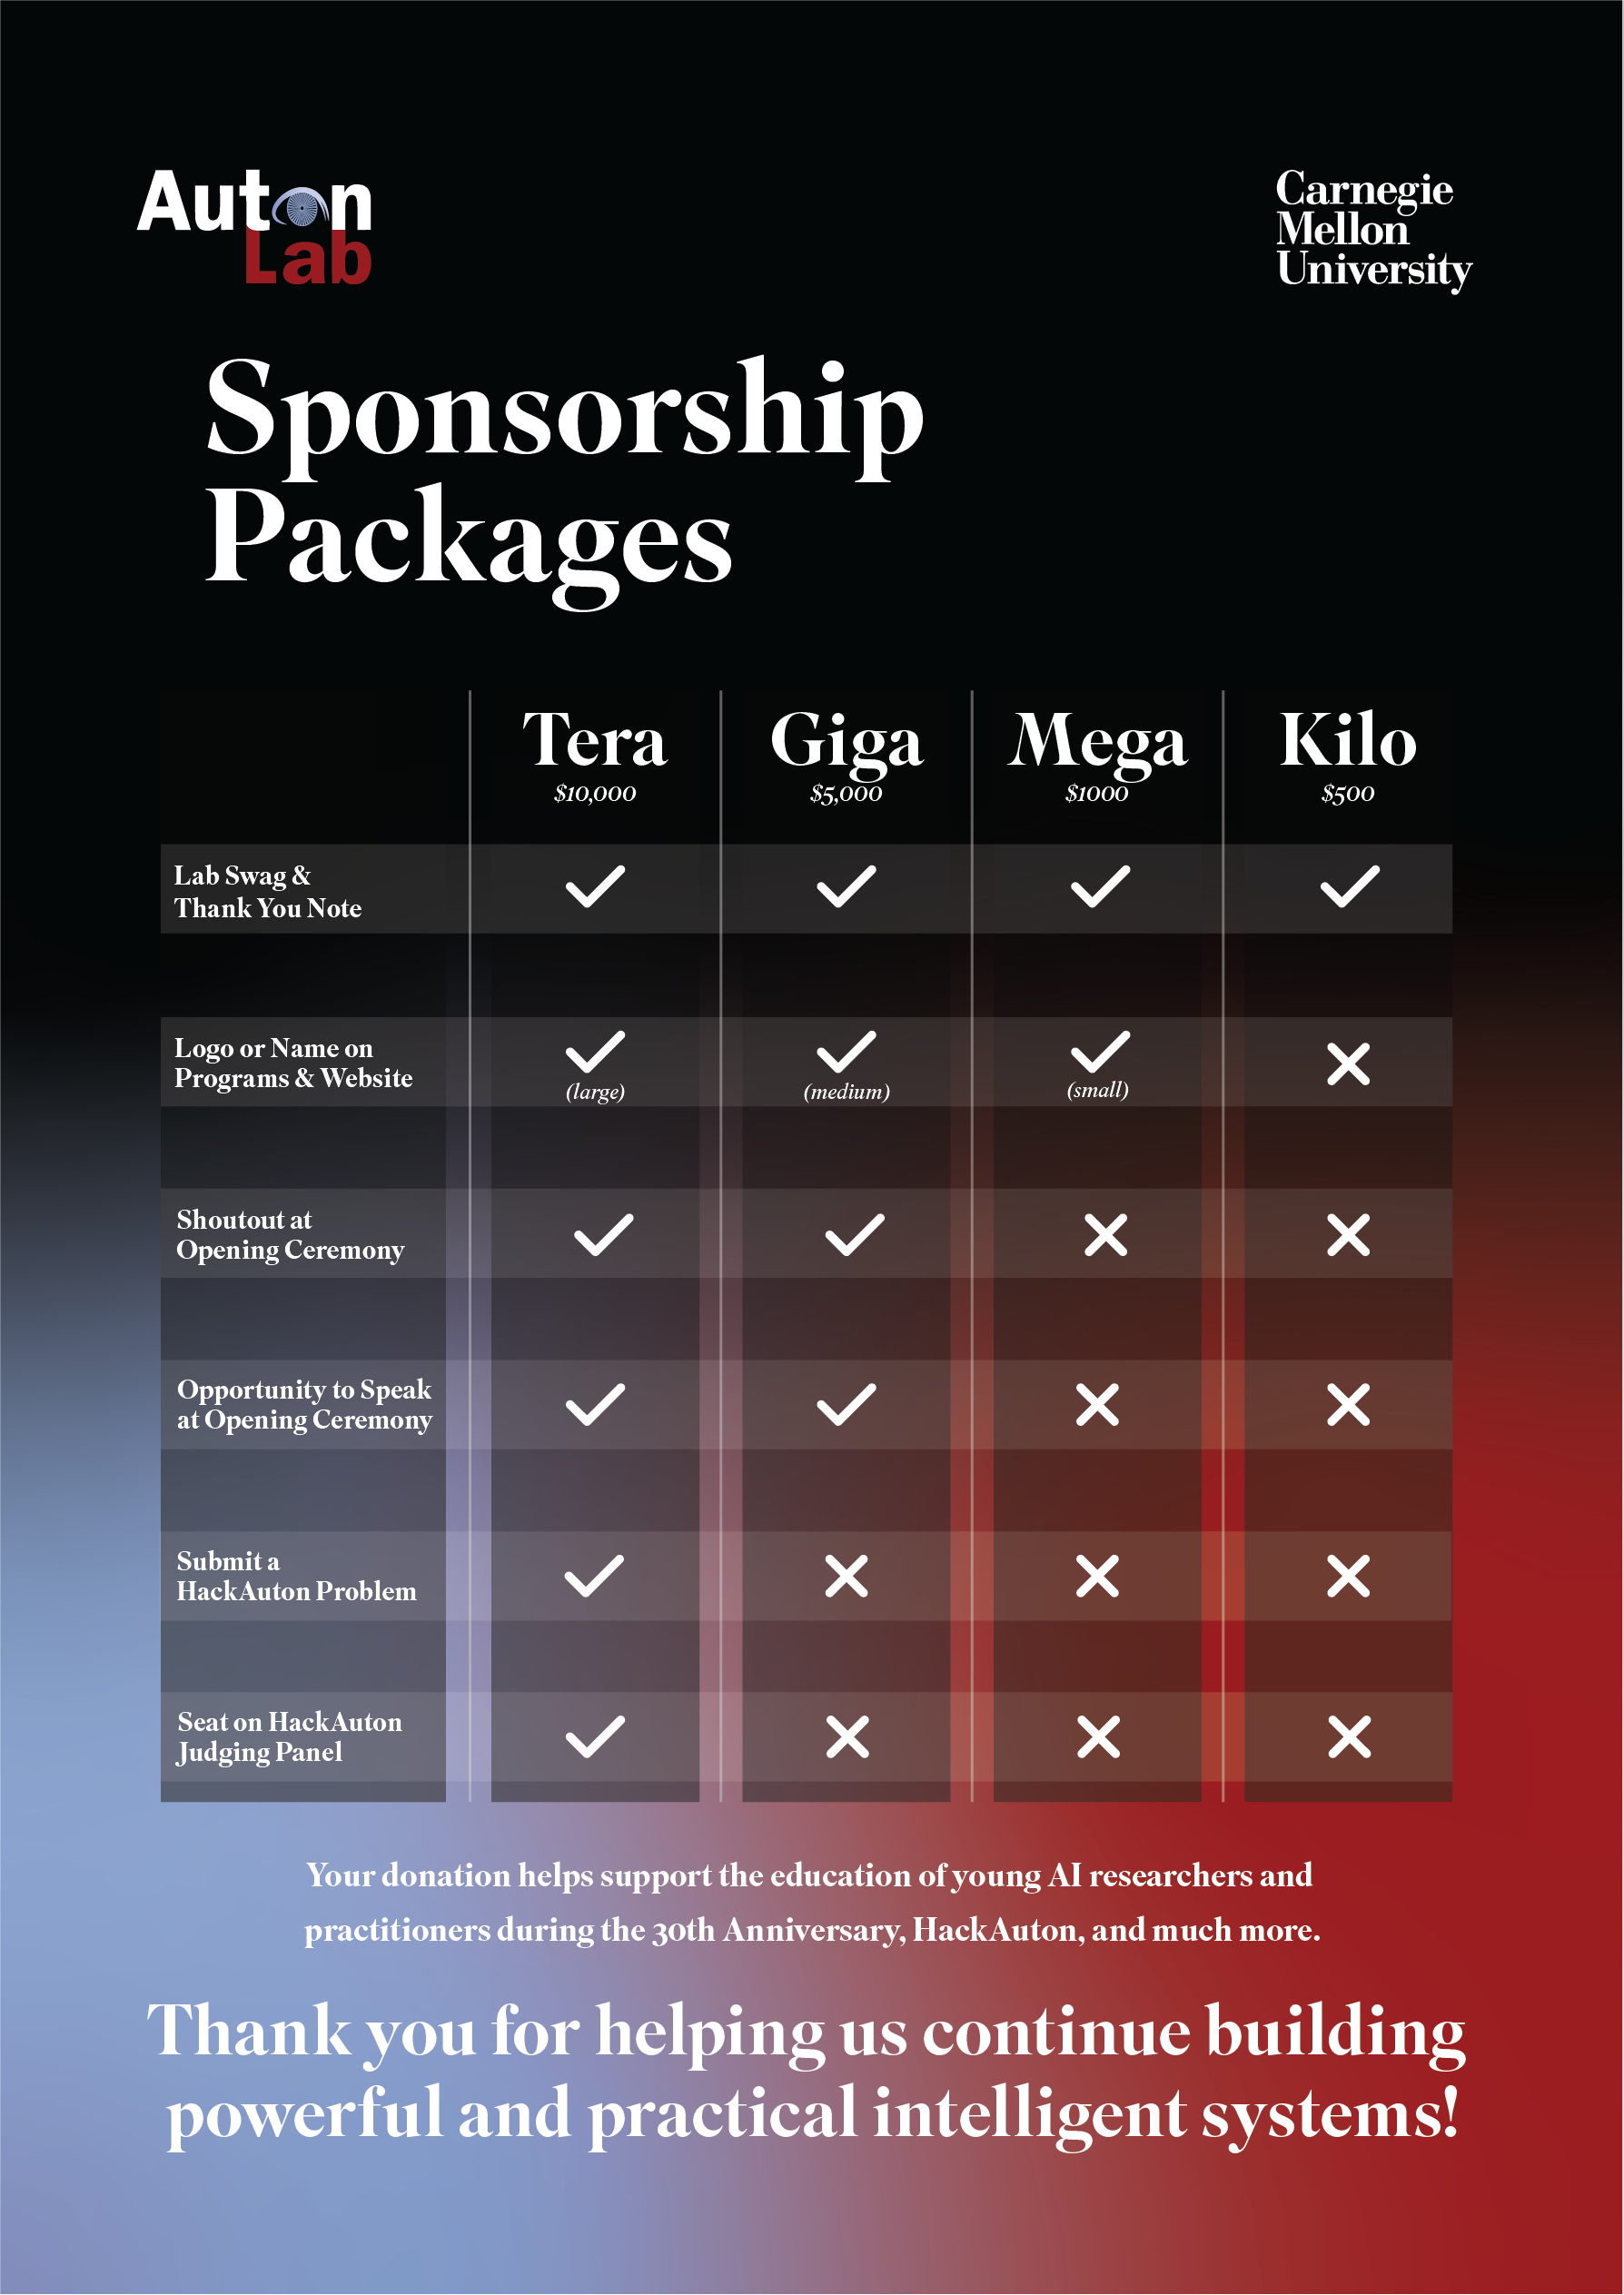 Auton
Lab
Carnegie
Mellon
University
Sponsorship
Packages
Tera Giga Mega Kilo
$10,000 $5,000 $1000 $500
Lab Swag &
Thank You Note
Logo or Name on
Programs & Website
(large) (medium) (small)
Shoutout at
Opening Ceremony
Opportunity to Speak
at Opening Ceremony
Submit a
HackAuton Problem
Seat on HackAuton
Judging Panel
Your donation helps support the education of young AI researchers and
practitioners during the 30th Anniversary, HackAuton, and much more.
Thank you for helping us continue building
powerful and practical intelligent systems!